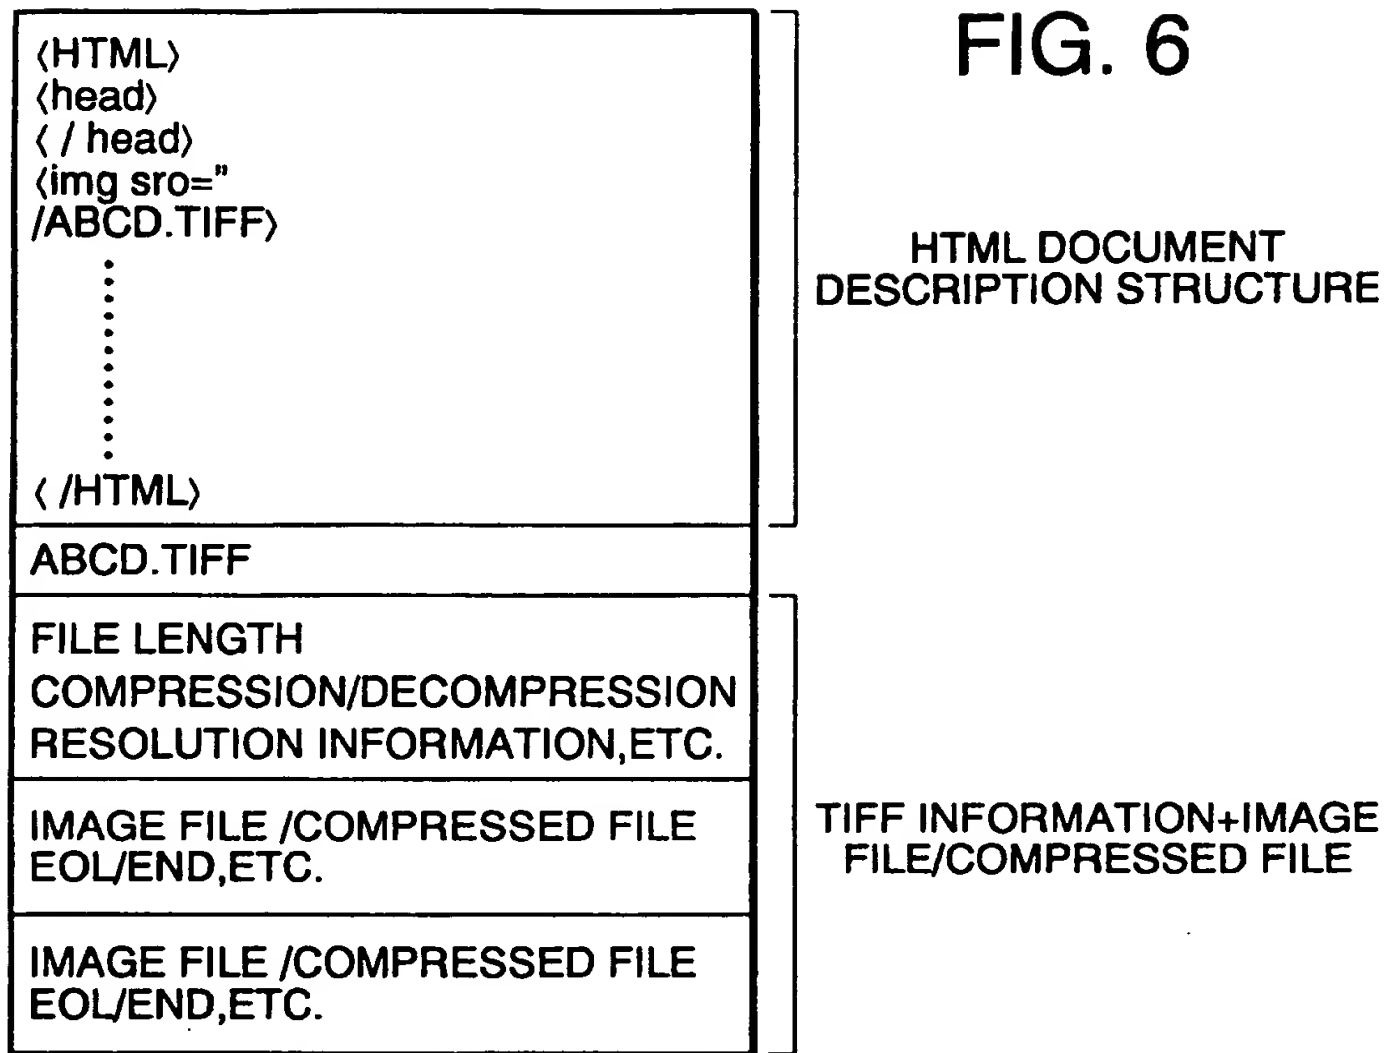 FIG. 6
〈HTML〉
〈head〉
〈 / head〉
〈img sro="
/ABCD.TIFF〉
〈 /HTML〉
HTML DOCUMENT
DESCRIPTION STRUCTURE
ABCD.TIFF
FILE LENGTH
COMPRESSION/DECOMPRESSION
RESOLUTION INFORMATION,ETC.
IMAGE FILE /COMPRESSED FILE
EOL/END,ETC.
IMAGE FILE /COMPRESSED FILE
EOL/END,ETC.
TIFF INFORMATION+IMAGE
FILE/COMPRESSED FILE